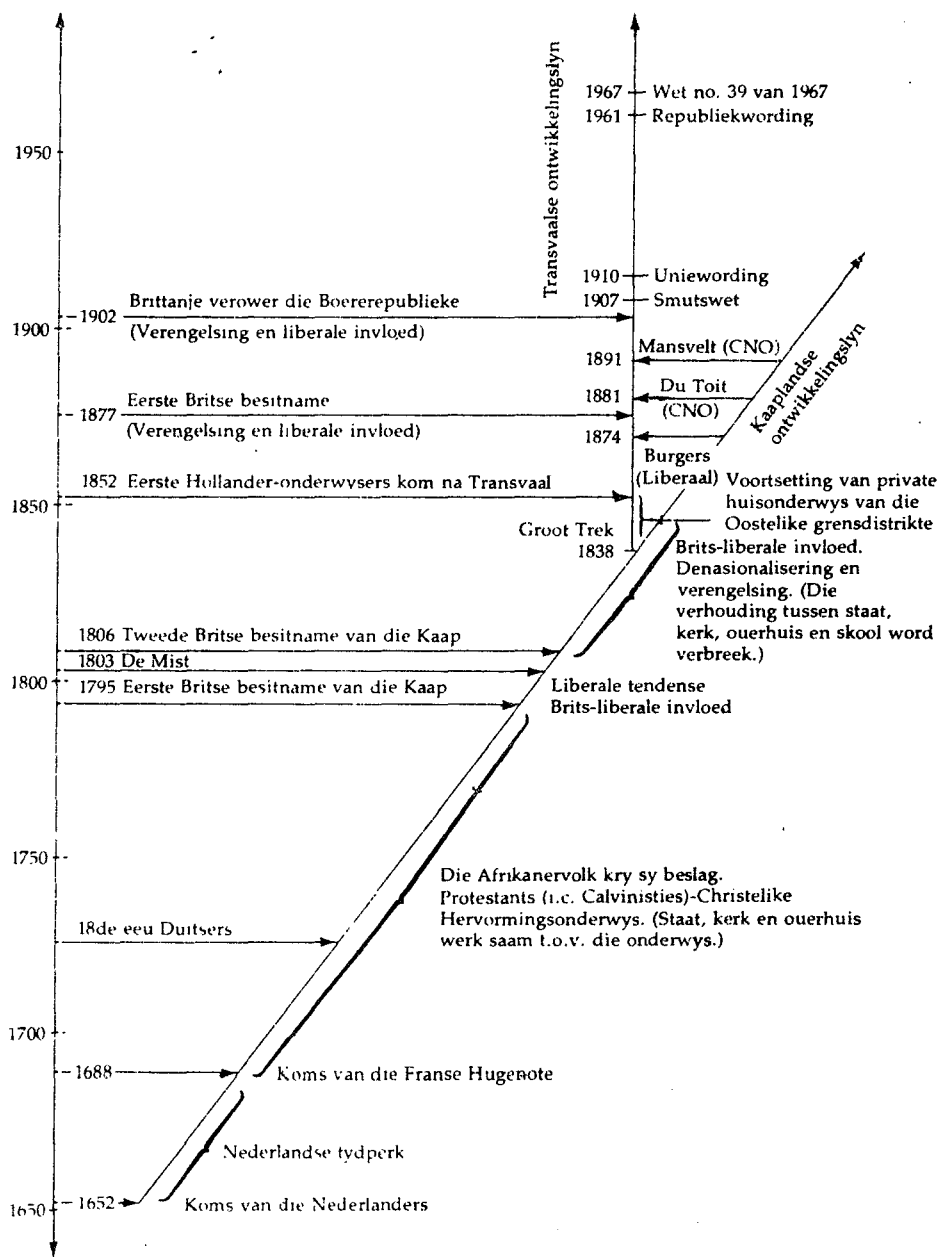 Transvaalse ontwikkelingslyn
1967 Wet no. 39 van 1967
1961 Republiekwording
1950
1910 Uniewording
1907 Smutswet
Brittanje verower die Boererepublieke
1902
1900
(Verengelsing en liberale invloed)
Mansvelt (CNO)
1891
Kaaplandse
ontwikkelingslyn
Du Toit
1881
(CNO)
Eerste Britse besitname
1877
(Verengelsing en liberale invloed)
1874
Burgers
(Liberaal)
1852 Eerste Hollander-onderwysers kom na Transvaal
1850
Voortsetting van private
huisonderwys van die
Oostelike grensdistrikte
Groot Trek
1838
Brits-liberale invloed.
Denasionalisering en
verengelsing. (Die
verhouding tussen staat,
kerk, ouerhuis en skool word
verbreek.)
1806 Tweede Britse besitname van die Kaap
1803 De Mist
1800
1795 Eerste Britse besitname van die Kaap
Liberale tendense
Brits-liberale invloed
1750
Die Afrikanervolk kry sy beslag.
Protestants (i.c. Calvinisties)-Christelike
Hervormingsonderwys. (Staat, kerk en ouerhuis
werk saam t.o.v. die onderwys.)
18de eeu Duitsers
1700
1688
Koms van die Franse Hugenote
Nederlandse tydperk
1650
1652
Koms van die Nederlanders